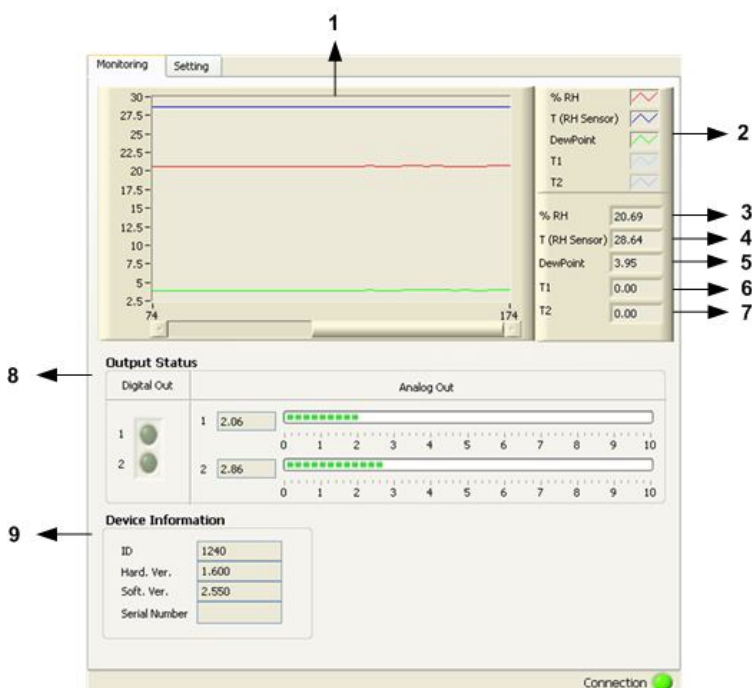 1
Monitoring Setting
30
27.5
25
22.5
20
17.5
15
12.5
10
7.5
5
2.5
74 174
% RH
T (RH Sensor)
DewPoint
T1
T2
2
% RH 20.69 3
T (RH Sensor) 28.64 4
DewPoint 3.95 5
T1 0.00 6
T2 0.00 7
8
Output Status
Digital Out Analog Out
1
2
1 2.06
0 1 2 3 4 5 6 7 8 9 10
2 2.86
0 1 2 3 4 5 6 7 8 9 10
9
Device Information
ID 1240
Hard. Ver. 1.600
Soft. Ver. 2.550
Serial Number
Connection